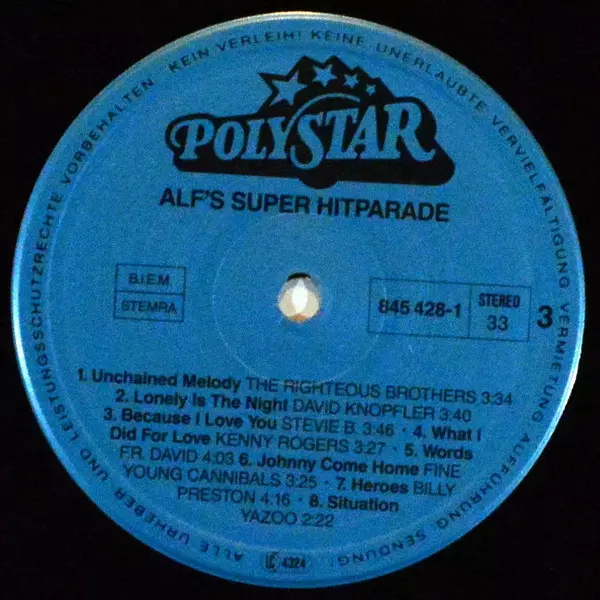 ALLE URHEBER UND LEISTUNGSSCHUTZRECHTE VORBEHALTEN · KEIN VERLEIH! KEINE UNERLAUBTE VERVIELFÄLTIGUNG VERMIETUNG AUFFÜHRUNG SENDUNG!
POLYSTAR
ALF'S SUPER HITPARADE
B.I.E.M
STEMRA
845 428-1
STEREO
33
3
1. Unchained Melody THE RIGHTEOUS BROTHERS 3:34
2. Lonely Is The Night DAVID KNOPFLER 3:40
3. Because I Love You STEVIE B. 3:46 · 4. What I
Did For Love KENNY ROGERS 3:27 · 5. Words
F.R. DAVID 4:03 6. Johnny Come Home FINE
YOUNG CANNIBALS 3:25 · 7. Heroes BILLY
PRESTON 4:16 · 8. Situation
YAZOO 2:22
LC 4324